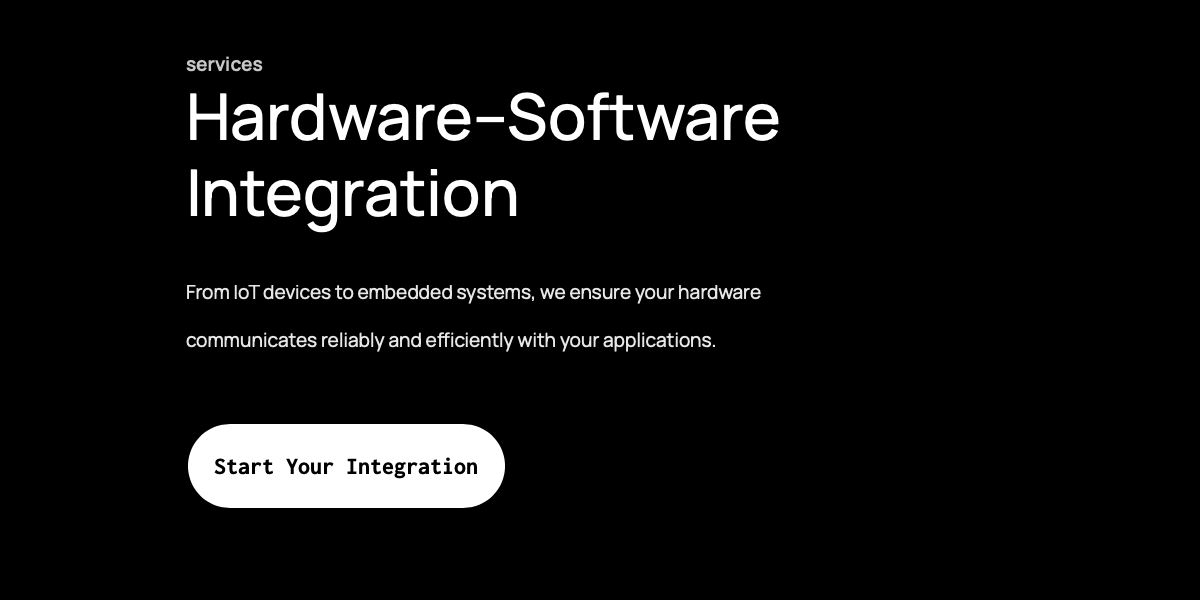 services
Hardware–Software
Integration
From IoT devices to embedded systems, we ensure your hardware
communicates reliably and efficiently with your applications.
Start Your Integration